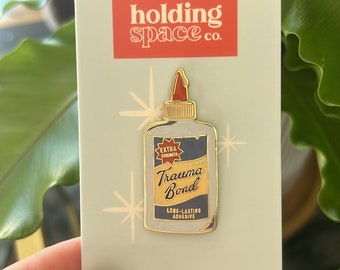 holding
space co.
EXTRA
STRENGTH
Trauma
Bond
LONG-LASTING
ADHESIVE